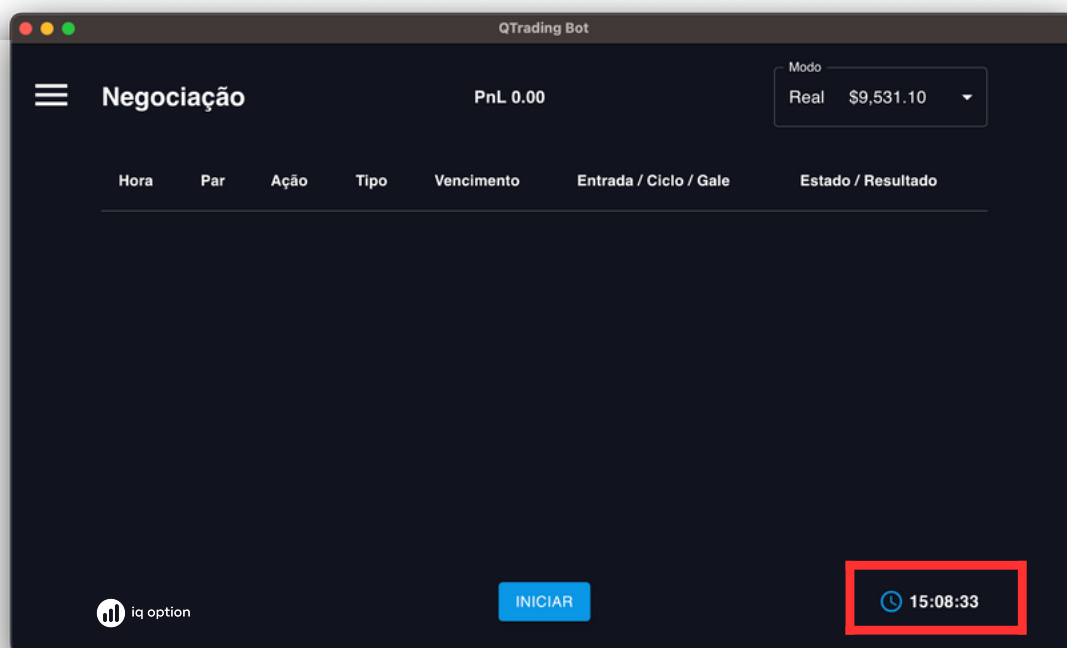 QTrading Bot
Modo
Negociação PnL 0.00 Real $9,531.10
Hora Par Ação Tipo Vencimento Entrada / Ciclo / Gale Estado / Resultado
iq option INICIAR 15:08:33